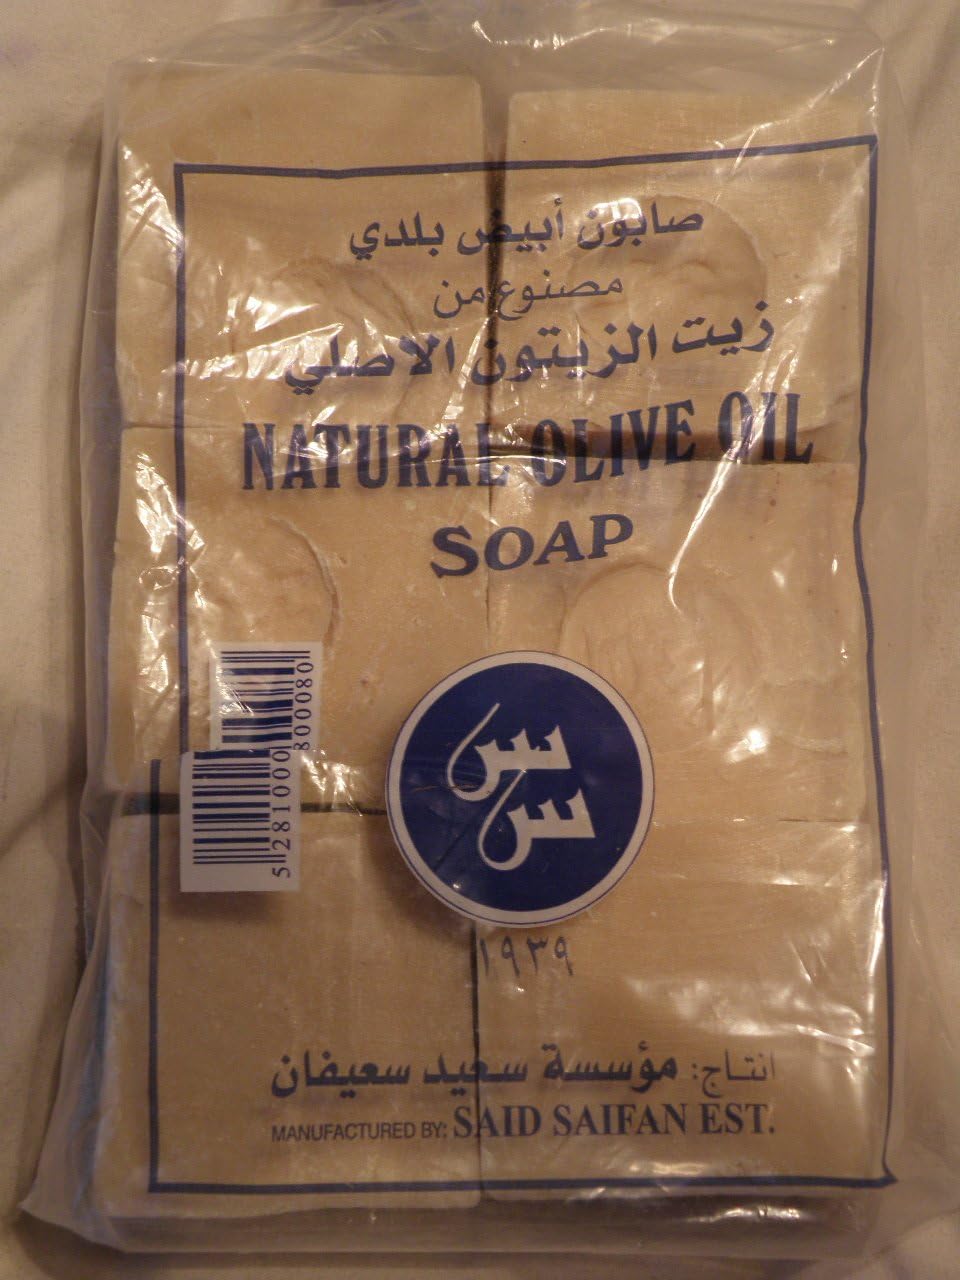 صابون أبيض بلدي
مصنوع من
زيت الزيتون الاصلي
NATURAL OLIVE OIL
SOAP
5281000800080
س
س
١٩٣٩
انتاج: مؤسسة سعيد سعيفان
MANUFACTURED BY: SAID SAIFAN EST.